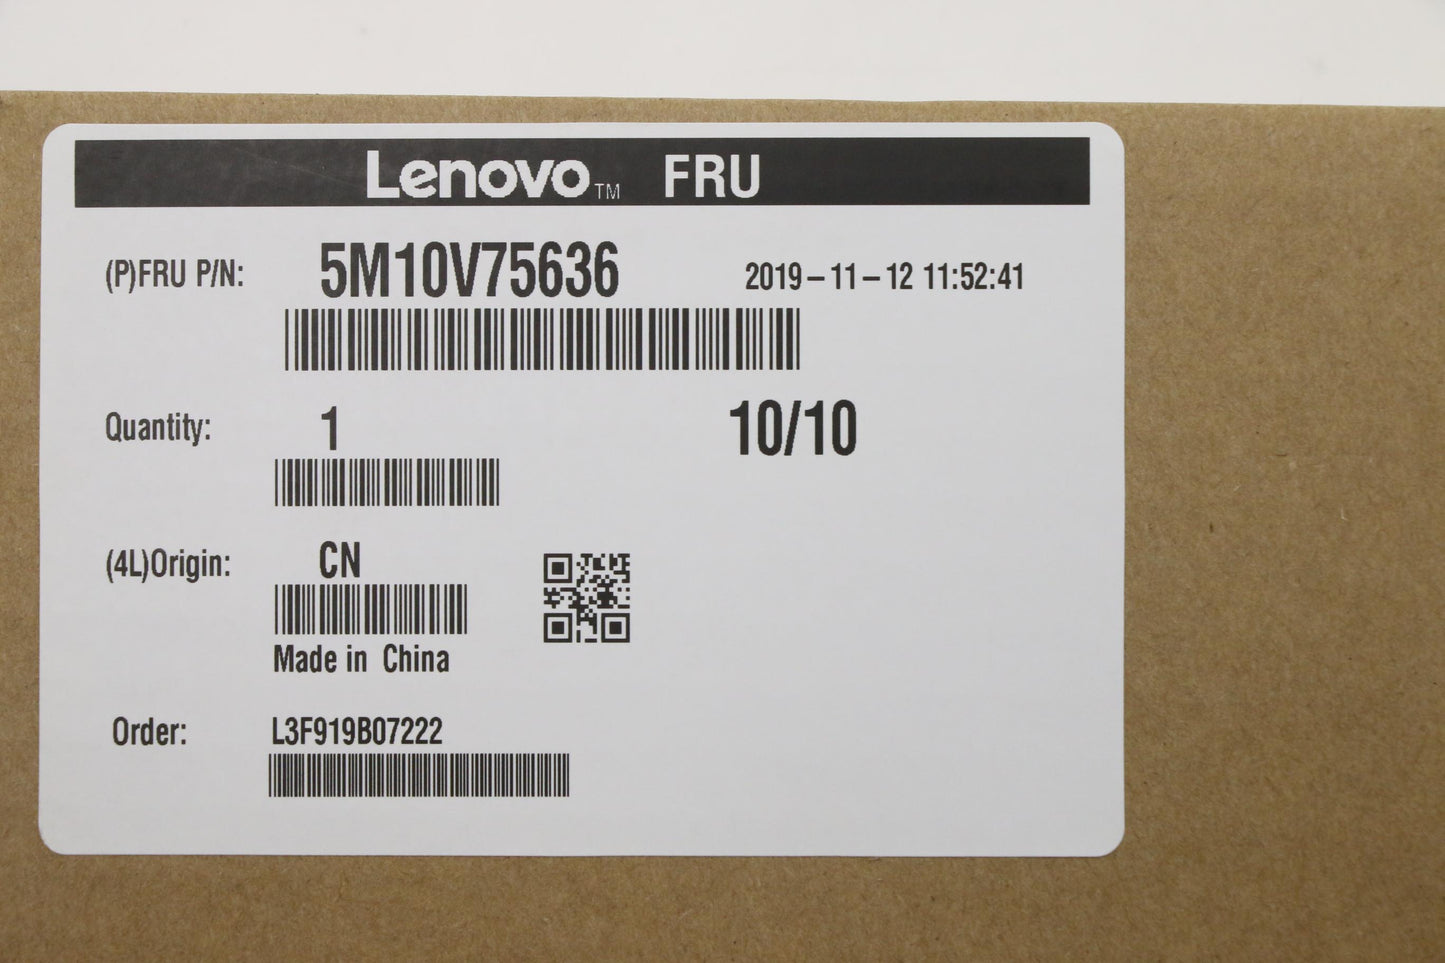 Lenovo™ FRU
(P)FRU P/N: 5M10V75636 2019-11-12 11:52:41
Quantity: 1 10/10
(4L)Origin: CN
Made in China
Order: L3F919B07222